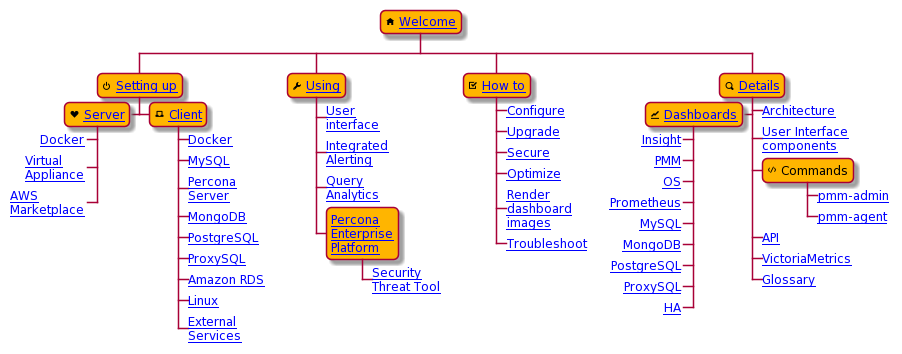 Welcome
Setting up
Server
Docker
Virtual
Appliance
AWS
Marketplace
Client
Docker
MySQL
Percona
Server
MongoDB
PostgreSQL
ProxySQL
Amazon RDS
Linux
External
Services
Using
User
interface
Integrated
Alerting
Query
Analytics
Percona
Enterprise
Platform
Security
Threat Tool
How to
Configure
Upgrade
Secure
Optimize
Render
dashboard
images
Troubleshoot
Details
Dashboards
Insight
PMM
OS
Prometheus
MySQL
MongoDB
PostgreSQL
ProxySQL
HA
Architecture
User Interface
components
Commands
pmm-admin
pmm-agent
API
VictoriaMetrics
Glossary